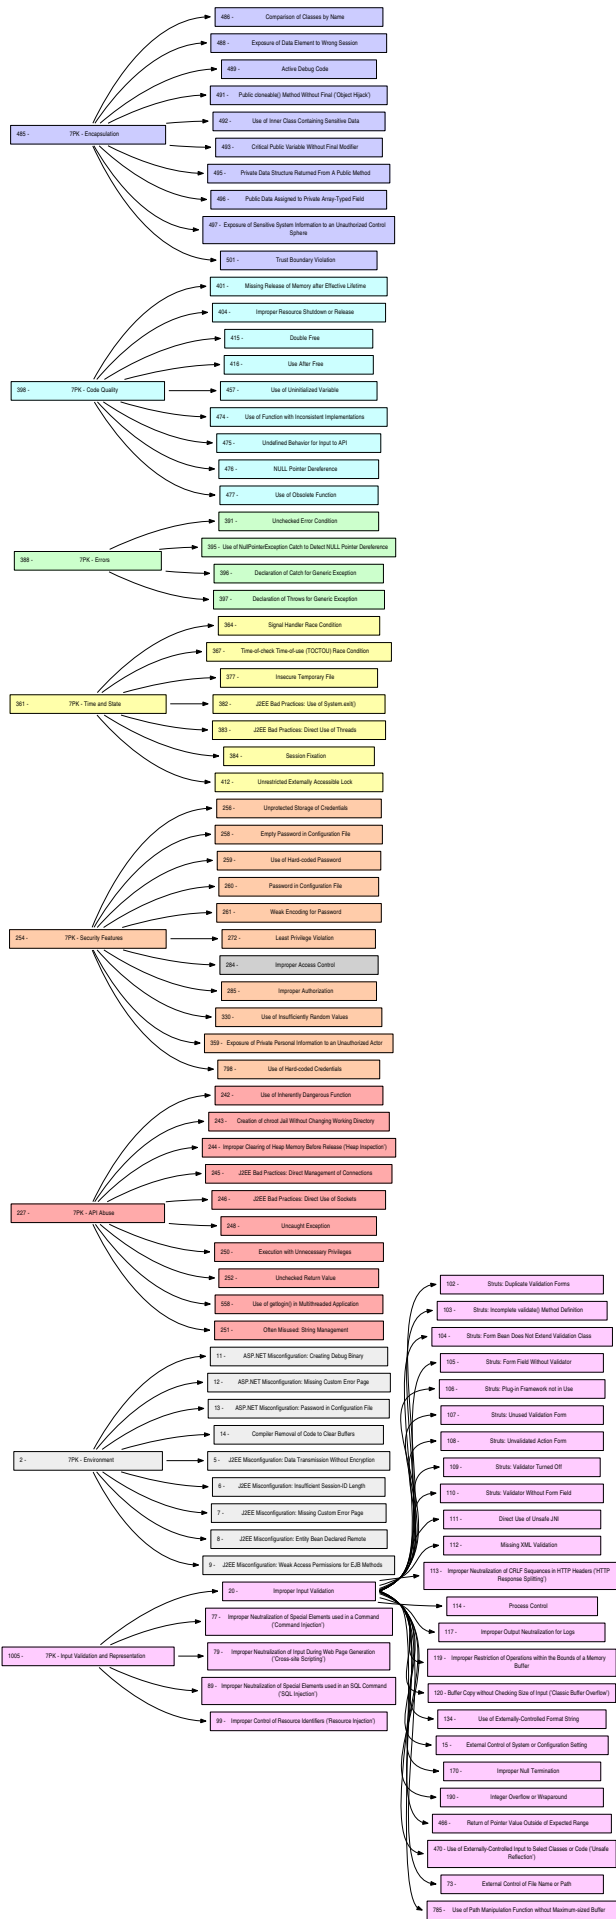 486 - Comparison of Classes by Name
488 - Exposure of Data Element to Wrong Session
489 - Active Debug Code
491 - Public cloneable() Method Without Final ('Object Hijack')
485 - 7PK - Encapsulation
492 - Use of Inner Class Containing Sensitive Data
493 - Critical Public Variable Without Final Modifier
495 - Private Data Structure Returned From A Public Method
496 - Public Data Assigned to Private Array-Typed Field
497 - Exposure of Sensitive System Information to an Unauthorized Control
Sphere
501 - Trust Boundary Violation
401 - Missing Release of Memory after Effective Lifetime
404 - Improper Resource Shutdown or Release
415 - Double Free
416 - Use After Free
398 - 7PK - Code Quality
457 - Use of Uninitialized Variable
474 - Use of Function with Inconsistent Implementations
475 - Undefined Behavior for Input to API
476 - NULL Pointer Dereference
477 - Use of Obsolete Function
391 - Unchecked Error Condition
395 - Use of NullPointerException Catch to Detect NULL Pointer Dereference
388 - 7PK - Errors
396 - Declaration of Catch for Generic Exception
397 - Declaration of Throws for Generic Exception
364 - Signal Handler Race Condition
367 - Time-of-check Time-of-use (TOCTOU) Race Condition
377 - Insecure Temporary File
361 - 7PK - Time and State
382 - J2EE Bad Practices: Use of System.exit()
383 - J2EE Bad Practices: Direct Use of Threads
384 - Session Fixation
412 - Unrestricted Externally Accessible Lock
256 - Unprotected Storage of Credentials
258 - Empty Password in Configuration File
259 - Use of Hard-coded Password
260 - Password in Configuration File
261 - Weak Encoding for Password
254 - 7PK - Security Features
272 - Least Privilege Violation
284 - Improper Access Control
285 - Improper Authorization
330 - Use of Insufficiently Random Values
359 - Exposure of Private Personal Information to an Unauthorized Actor
798 - Use of Hard-coded Credentials
242 - Use of Inherently Dangerous Function
243 - Creation of chroot Jail Without Changing Working Directory
244 - Improper Clearing of Heap Memory Before Release ('Heap Inspection')
245 - J2EE Bad Practices: Direct Management of Connections
246 - J2EE Bad Practices: Direct Use of Sockets
227 - 7PK - API Abuse
248 - Uncaught Exception
250 - Execution with Unnecessary Privileges
252 - Unchecked Return Value
558 - Use of getlogin() in Multithreaded Application
251 - Often Misused: String Management
11 - ASP.NET Misconfiguration: Creating Debug Binary
12 - ASP.NET Misconfiguration: Missing Custom Error Page
13 - ASP.NET Misconfiguration: Password in Configuration File
14 - Compiler Removal of Code to Clear Buffers
2 - 7PK - Environment
5 - J2EE Misconfiguration: Data Transmission Without Encryption
6 - J2EE Misconfiguration: Insufficient Session-ID Length
7 - J2EE Misconfiguration: Missing Custom Error Page
8 - J2EE Misconfiguration: Entity Bean Declared Remote
9 - J2EE Misconfiguration: Weak Access Permissions for EJB Methods
20 - Improper Input Validation
77 - Improper Neutralization of Special Elements used in a Command
('Command Injection')
1005 - 7PK - Input Validation and Representation
79 - Improper Neutralization of Input During Web Page Generation
('Cross-site Scripting')
89 - Improper Neutralization of Special Elements used in an SQL Command
('SQL Injection')
99 - Improper Control of Resource Identifiers ('Resource Injection')
102 - Struts: Duplicate Validation Forms
103 - Struts: Incomplete validate() Method Definition
104 - Struts: Form Bean Does Not Extend Validation Class
105 - Struts: Form Field Without Validator
106 - Struts: Plug-in Framework not in Use
107 - Struts: Unused Validation Form
108 - Struts: Unvalidated Action Form
109 - Struts: Validator Turned Off
110 - Struts: Validator Without Form Field
111 - Direct Use of Unsafe JNI
112 - Missing XML Validation
113 - Improper Neutralization of CRLF Sequences in HTTP Headers ('HTTP
Response Splitting')
114 - Process Control
117 - Improper Output Neutralization for Logs
119 - Improper Restriction of Operations within the Bounds of a Memory
Buffer
120 - Buffer Copy without Checking Size of Input ('Classic Buffer Overflow')
134 - Use of Externally-Controlled Format String
15 - External Control of System or Configuration Setting
170 - Improper Null Termination
190 - Integer Overflow or Wraparound
466 - Return of Pointer Value Outside of Expected Range
470 - Use of Externally-Controlled Input to Select Classes or Code ('Unsafe
Reflection')
73 - External Control of File Name or Path
785 - Use of Path Manipulation Function without Maximum-sized Buffer